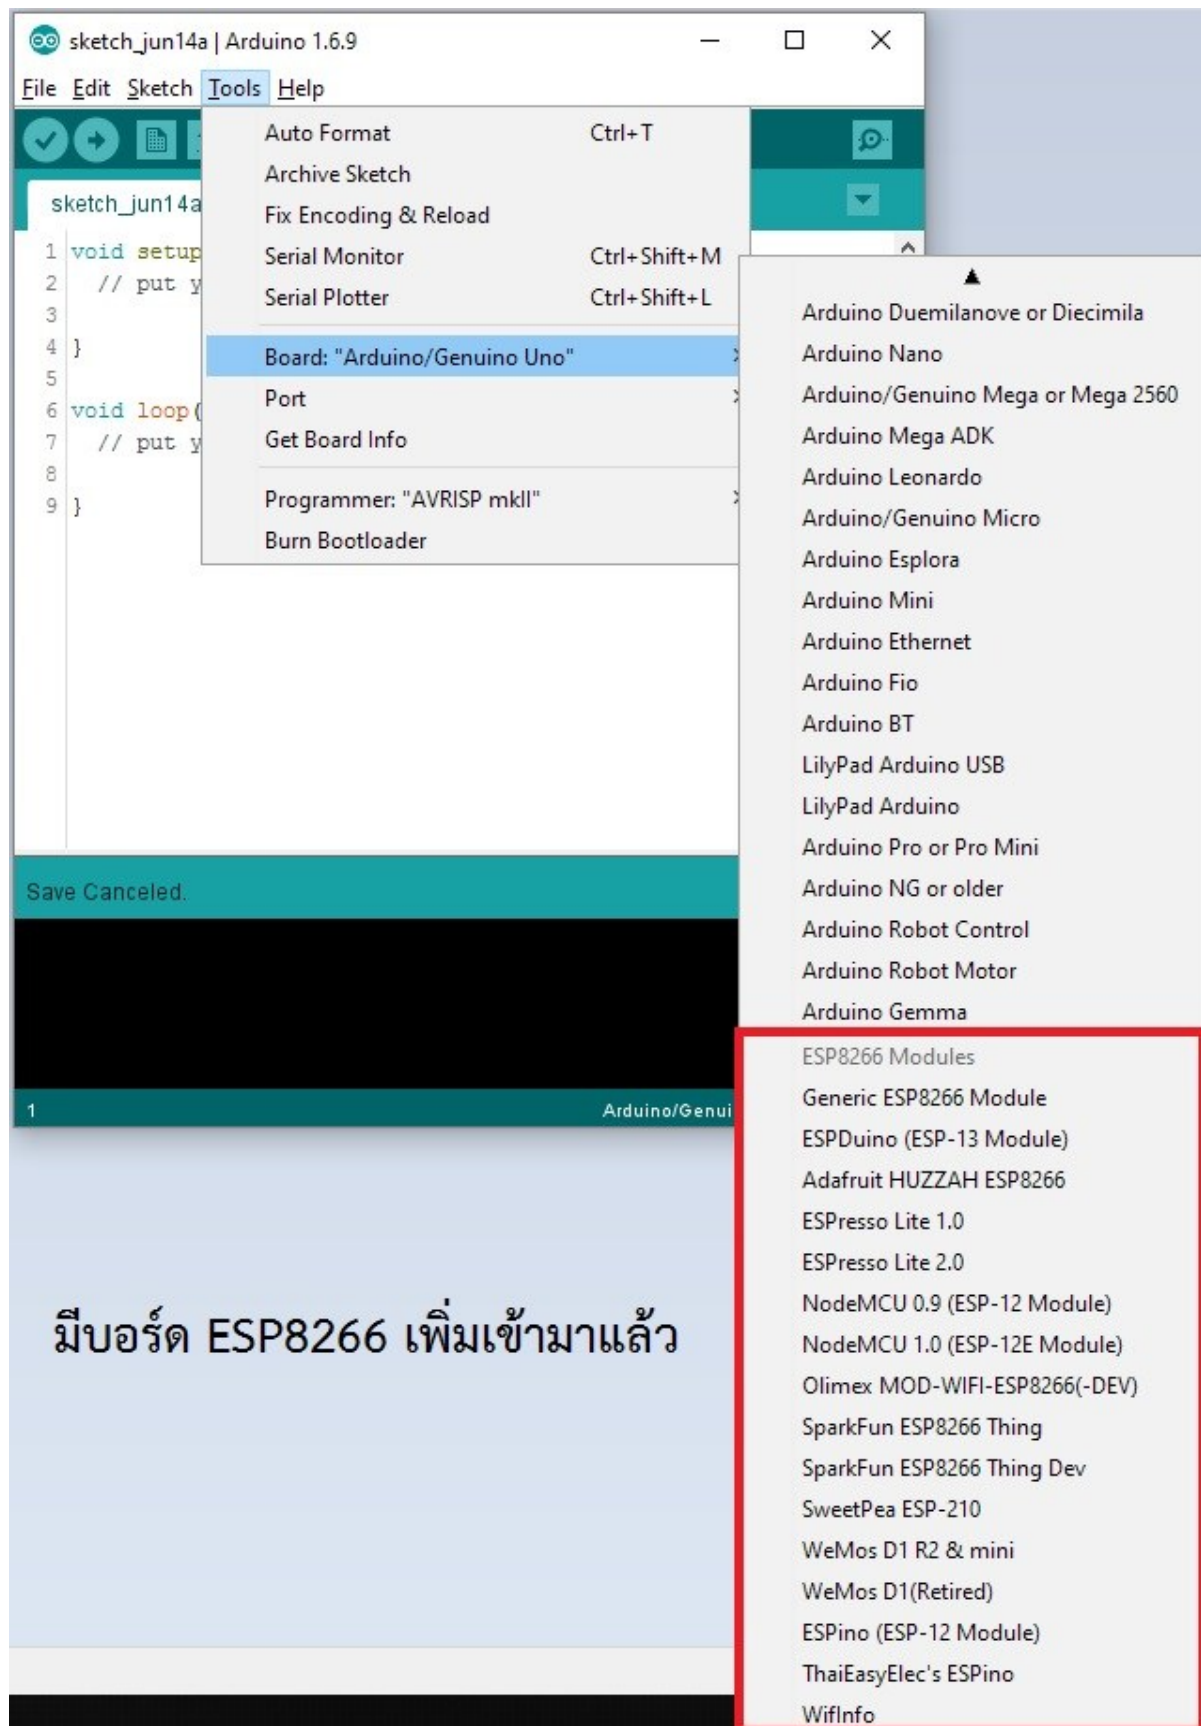 sketch_jun14a | Arduino 1.6.9
File Edit Sketch Tools Help
Auto Format Ctrl+T
Archive Sketch
Fix Encoding & Reload
Serial Monitor Ctrl+Shift+M
Serial Plotter Ctrl+Shift+L
Board: "Arduino/Genuino Uno"
Port
Get Board Info
Programmer: "AVRISP mkII"
Burn Bootloader
sketch_jun14a
1 void setup
2 // put y
3
4 }
5
6 void loop(
7 // put y
8
9 }
Save Canceled.
1 Arduino/Genui
Arduino Duemilanove or Diecimila
Arduino Nano
Arduino/Genuino Mega or Mega 2560
Arduino Mega ADK
Arduino Leonardo
Arduino/Genuino Micro
Arduino Esplora
Arduino Mini
Arduino Ethernet
Arduino Fio
Arduino BT
LilyPad Arduino USB
LilyPad Arduino
Arduino Pro or Pro Mini
Arduino NG or older
Arduino Robot Control
Arduino Robot Motor
Arduino Gemma
ESP8266 Modules
Generic ESP8266 Module
ESPDuino (ESP-13 Module)
Adafruit HUZZAH ESP8266
ESPresso Lite 1.0
ESPresso Lite 2.0
NodeMCU 0.9 (ESP-12 Module)
NodeMCU 1.0 (ESP-12E Module)
Olimex MOD-WIFI-ESP8266(-DEV)
SparkFun ESP8266 Thing
SparkFun ESP8266 Thing Dev
SweetPea ESP-210
WeMos D1 R2 & mini
WeMos D1(Retired)
ESPino (ESP-12 Module)
ThaiEasyElec's ESPino
WifInfo
มีบอร์ด ESP8266 เพิ่มเข้ามาแล้ว